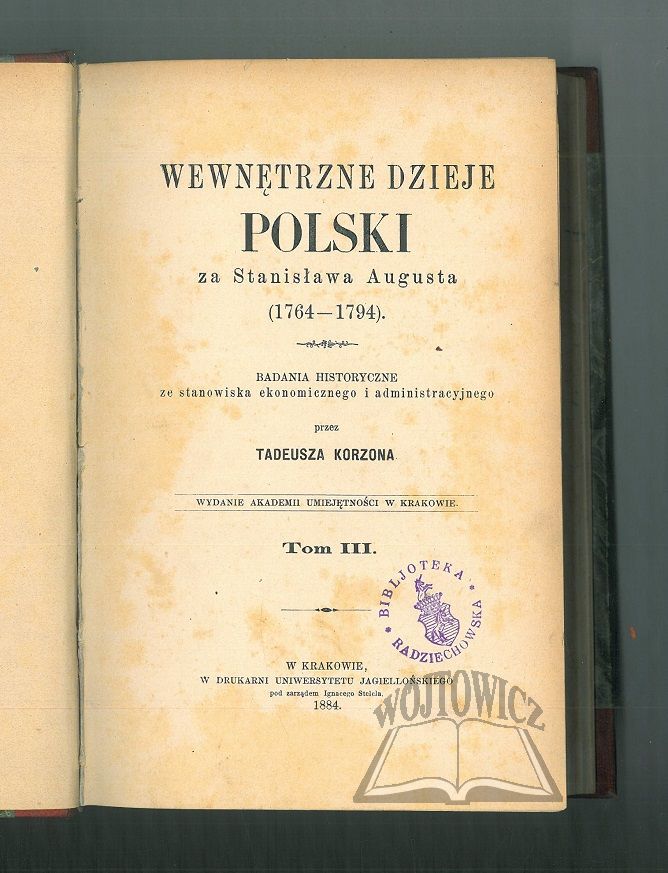 WEWNĘTRZNE DZIEJE
POLSKI
za Stanisława Augusta
(1764—1794).
BADANIA HISTORYCZNE
ze stanowiska ekonomicznego i administracyjnego
przez
TADEUSZA KORZONA.
WYDANIE AKADEMII UMIEJĘTNOŚCI W KRAKOWIE.
Tom III.
* BIBLJOTEKA *
RADZIECHOWSKA
W KRAKOWIE,
W DRUKARNI UNIWERSYTETU JAGIELLOŃSKIEGO
pod zarządem Ignacego Stelcla.
1884.
WÓJTOWICZ